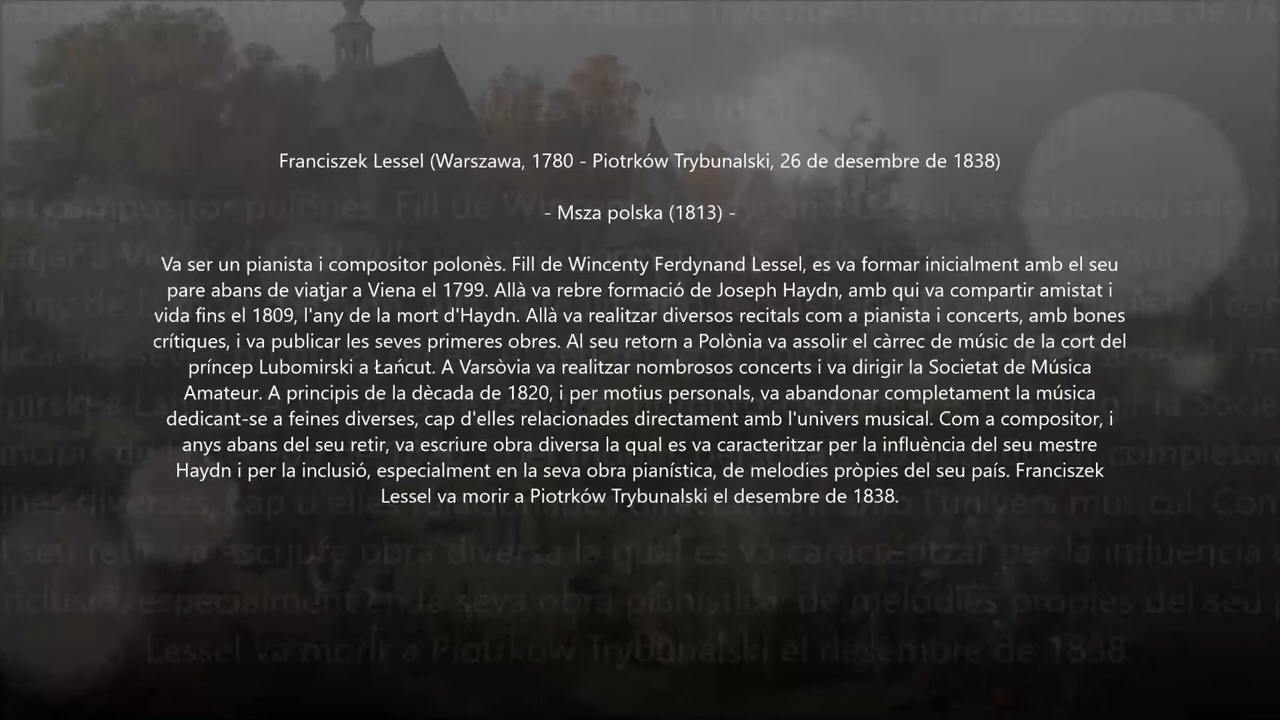 Franciszek Lessel (Warszawa, 1780 - Piotrków Trybunalski, 26 de desembre de 1838)
- Msza polska (1813) -
Va ser un pianista i compositor polonès. Fill de Wincenty Ferdynand Lessel, es va formar inicialment amb el seu
pare abans de viatjar a Viena el 1799. Allà va rebre formació de Joseph Haydn, amb qui va compartir amistat i
vida fins el 1809, l'any de la mort d'Haydn. Allà va realitzar diversos recitals com a pianista i concerts, amb bones
crítiques, i va publicar les seves primeres obres. Al seu retorn a Polònia va assolir el càrrec de músic de la cort del
príncep Lubomirski a Łańcut. A Varsòvia va realitzar nombrosos concerts i va dirigir la Societat de Música
Amateur. A principis de la dècada de 1820, i per motius personals, va abandonar completament la música
dedicant-se a feines diverses, cap d'elles relacionades directament amb l'univers musical. Com a compositor, i
anys abans del seu retir, va escriure obra diversa la qual es va caracteritzar per la influència del seu mestre
Haydn i per la inclusió, especialment en la seva obra pianística, de melodies pròpies del seu país. Franciszek
Lessel va morir a Piotrków Trybunalski el desembre de 1838.